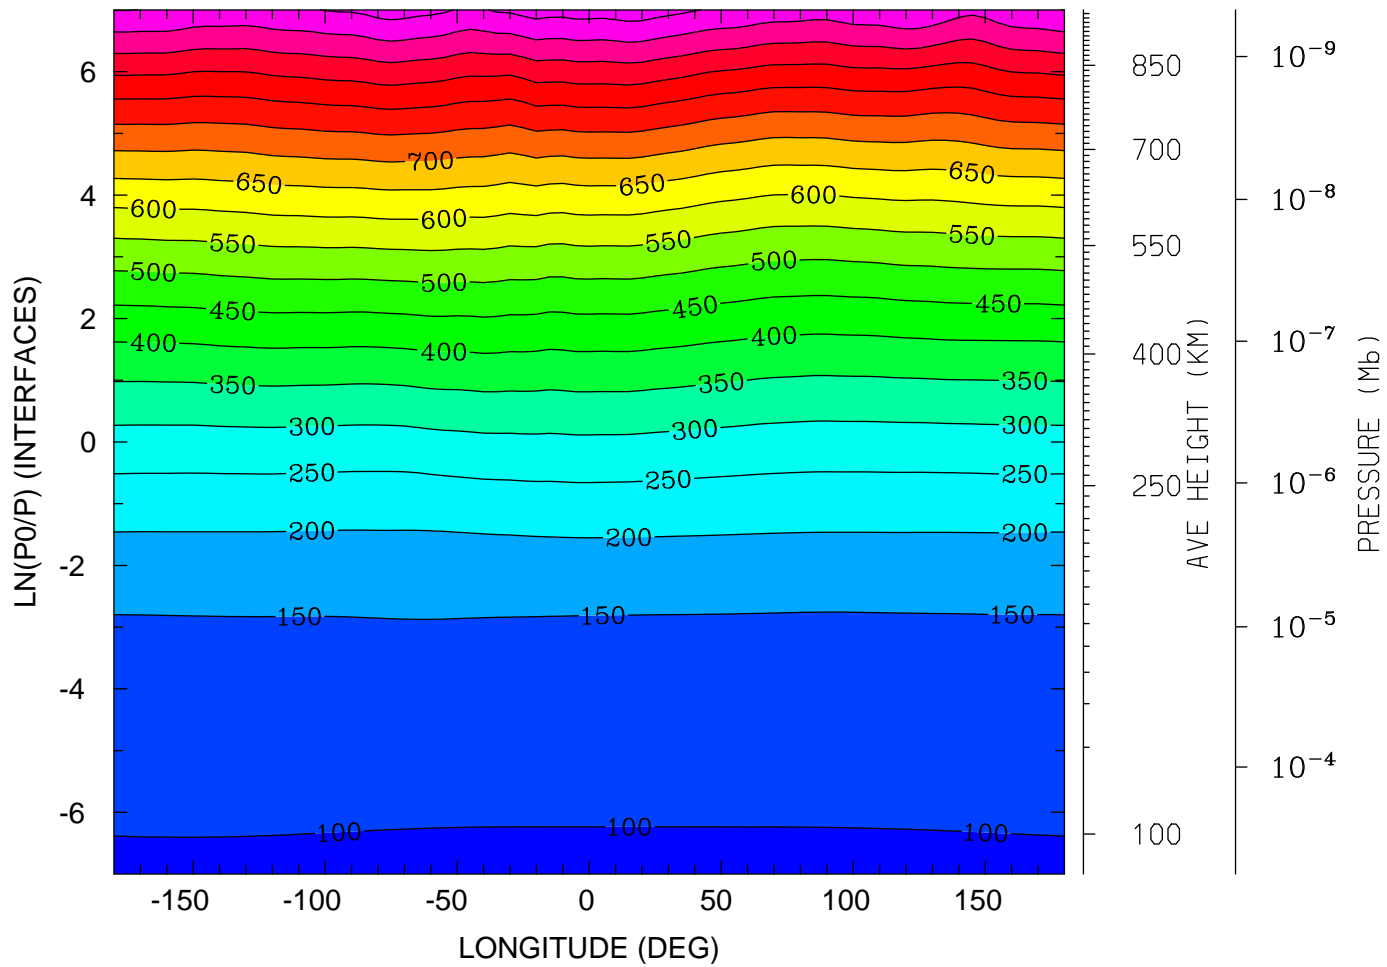 6
4
2
0
-2
-4
-6
LN(P0/P) (INTERFACES)
-150 -100 -50 0 50 100 150
LONGITUDE (DEG)
700
650 650 650
600 600 600
550 550 550
500 500 500
450 450 450
400 400 400
350 350 350
300 300 300
250 250 250
200 200 200
150 150 150
100 100 100
850
700
550
400
250
100
AVE HEIGHT (KM)
10⁻⁹
10⁻⁸
10⁻⁷
10⁻⁶
10⁻⁵
10⁻⁴
PRESSURE (Mb)